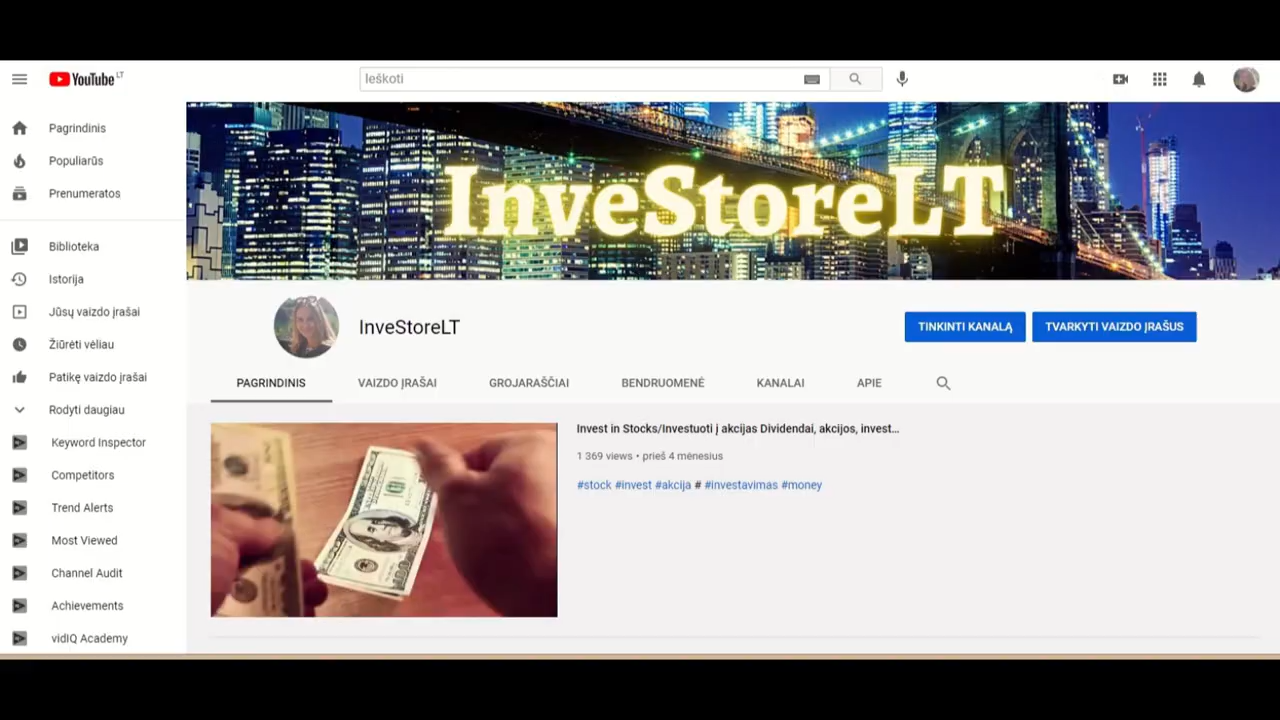 YouTube LT
Ieškoti
Pagrindinis
Populiarūs
Prenumeratos
Biblioteka
Istorija
Jūsų vaizdo įrašai
Žiūrėti vėliau
Patikę vaizdo įrašai
Rodyti daugiau
Keyword Inspector
Competitors
Trend Alerts
Most Viewed
Channel Audit
Achievements
vidIQ Academy
InveStoreLT
InveStoreLT
TINKINTI KANALĄ
TVARKYTI VAIZDO ĮRAŠUS
PAGRINDINIS VAIZDO ĮRAŠAI GROJARAŠČIAI BENDRUOMENĖ KANALAI APIE
Invest in Stocks/Investuoti į akcijas Dividendai, akcijos, invest...
1 369 views • prieš 4 mėnesius
#stock #invest #akcija # #investavimas #money
100